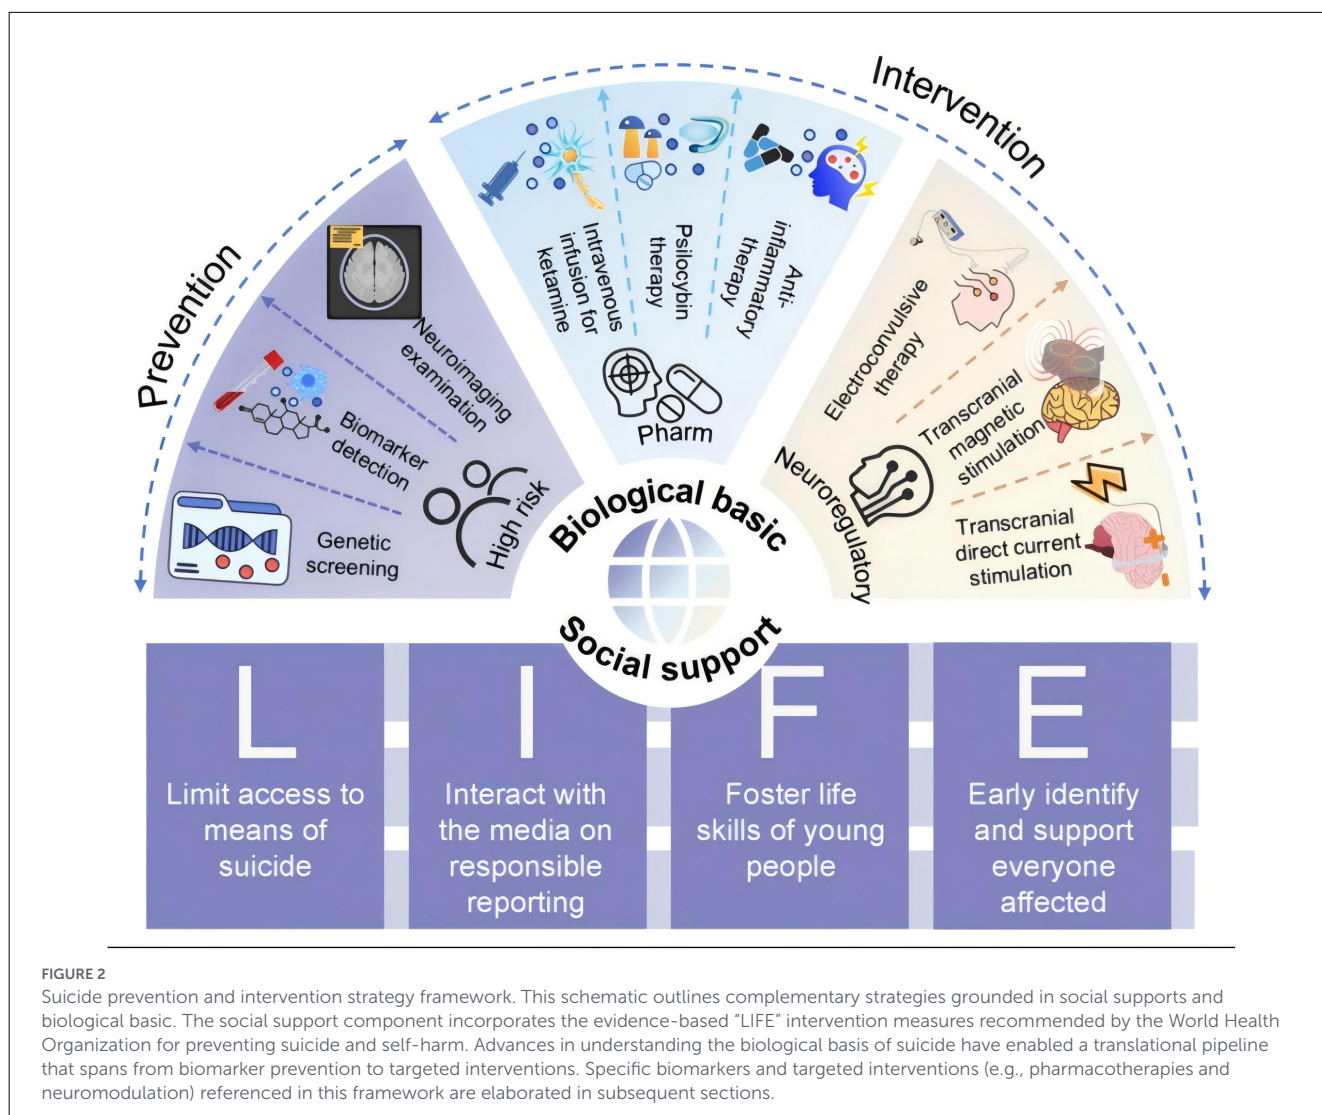 Prevention
Intervention
Neuroimaging
examination
Biomarker
detection
Genetic
screening
High risk
Intravenous
infusion for
ketamine
Psilocybin
therapy
Anti-
inflammatory
therapy
Pharm
Electroconvulsive
therapy
Transcranial
magnetic
stimulation
Transcranial
direct current
stimulation
Neuroregulatory
Biological basic
Social support
L
Limit access to
means of
suicide
I
Interact with
the media on
responsible
reporting
F
Foster life
skills of young
people
E
Early identify
and support
everyone
affected
FIGURE 2
Suicide prevention and intervention strategy framework. This schematic outlines complementary strategies grounded in social supports and
biological basic. The social support component incorporates the evidence-based “LIFE” intervention measures recommended by the World Health
Organization for preventing suicide and self-harm. Advances in understanding the biological basis of suicide have enabled a translational pipeline
that spans from biomarker prevention to targeted interventions. Specific biomarkers and targeted interventions (e.g., pharmacotherapies and
neuromodulation) referenced in this framework are elaborated in subsequent sections.